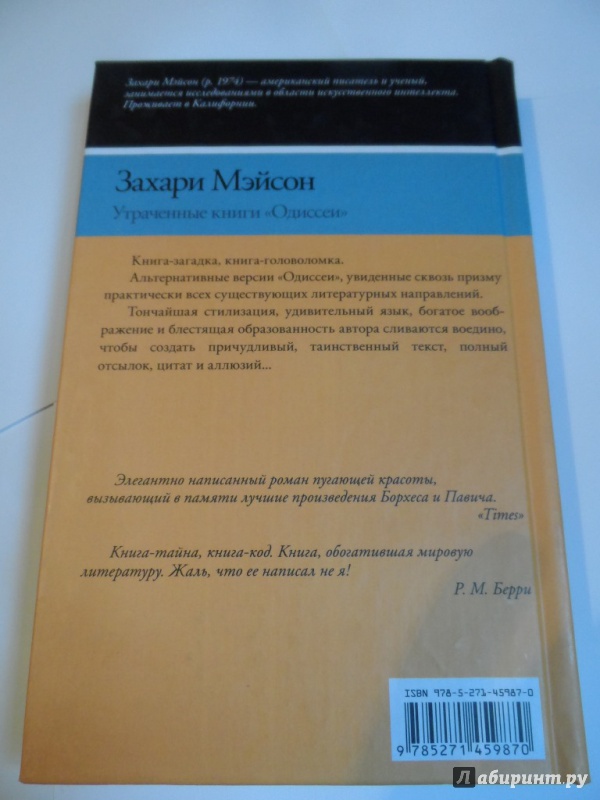 Захари Мэйсон (р. 1974) — американский писатель и ученый,
занимается исследованиями в области искусственного интеллекта.
Проживает в Калифорнии.
Захари Мэйсон
Утраченные книги «Одиссеи»
Книга-загадка, книга-головоломка.
Альтернативные версии «Одиссеи», увиденные сквозь призму
практически всех существующих литературных направлений.
Тончайшая стилизация, удивительный язык, богатое вооб-
ражение и блестящая образованность автора сливаются воедино,
чтобы создать причудливый, таинственный текст, полный
отсылок, цитат и аллюзий...
Элегантно написанный роман пугающей красоты,
вызывающий в памяти лучшие произведения Борхеса и Павича.
«Times»
Книга-тайна, книга-код. Книга, обогатившая мировую
литературу. Жаль, что ее написал не я!
Р. М. Берри
ISBN 978-5-271-45987-0
9 785271 459870
Лабиринт.ру